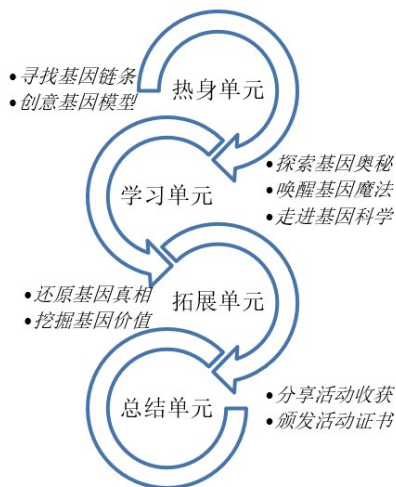 •寻找基因链条
•创意基因模型
热身单元
学习单元
•探索基因奥秘
•唤醒基因魔法
•走进基因科学
•还原基因真相
•挖掘基因价值
拓展单元
总结单元
•分享活动收获
•颁发活动证书